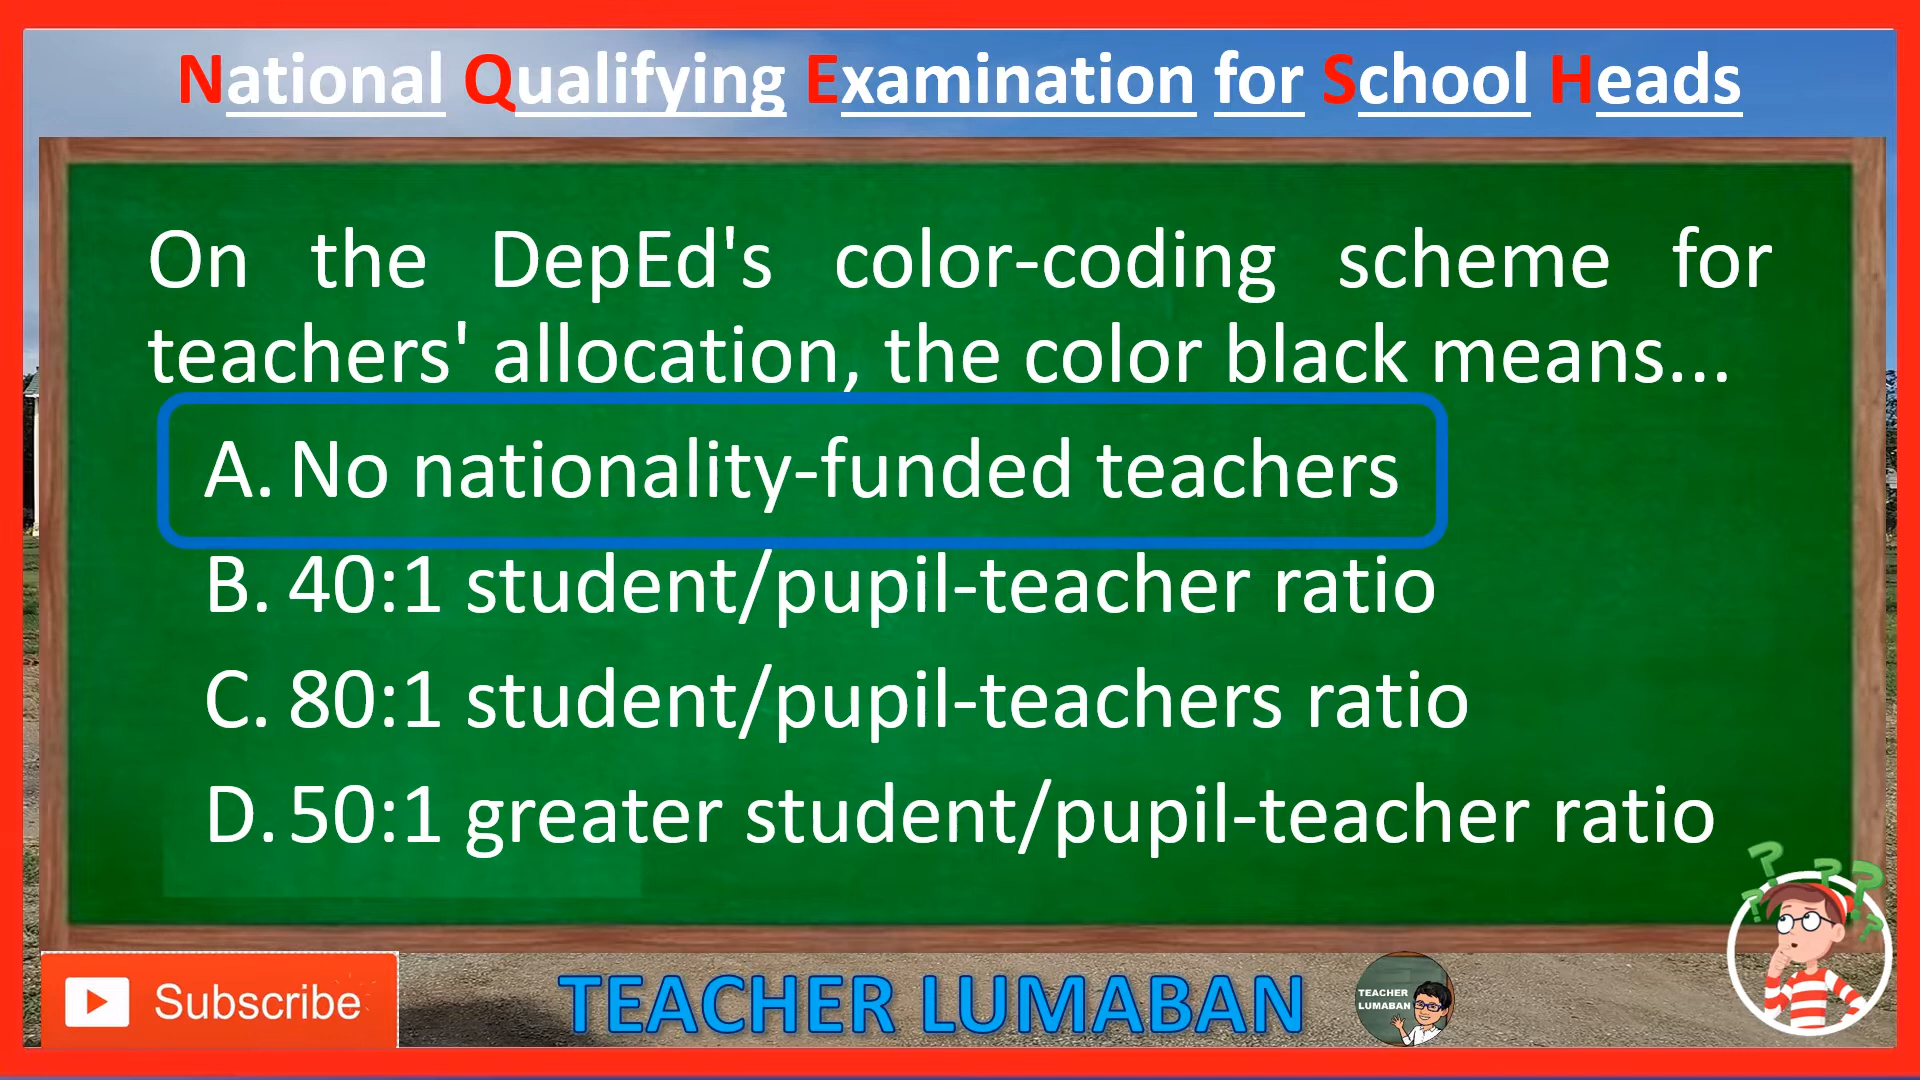 National Qualifying Examination for School Heads
On the DepEd's color-coding scheme for
teachers' allocation, the color black means...
A. No nationality-funded teachers
B. 40:1 student/pupil-teacher ratio
C. 80:1 student/pupil-teachers ratio
D. 50:1 greater student/pupil-teacher ratio
Subscribe
TEACHER LUMABAN
TEACHER
LUMABAN